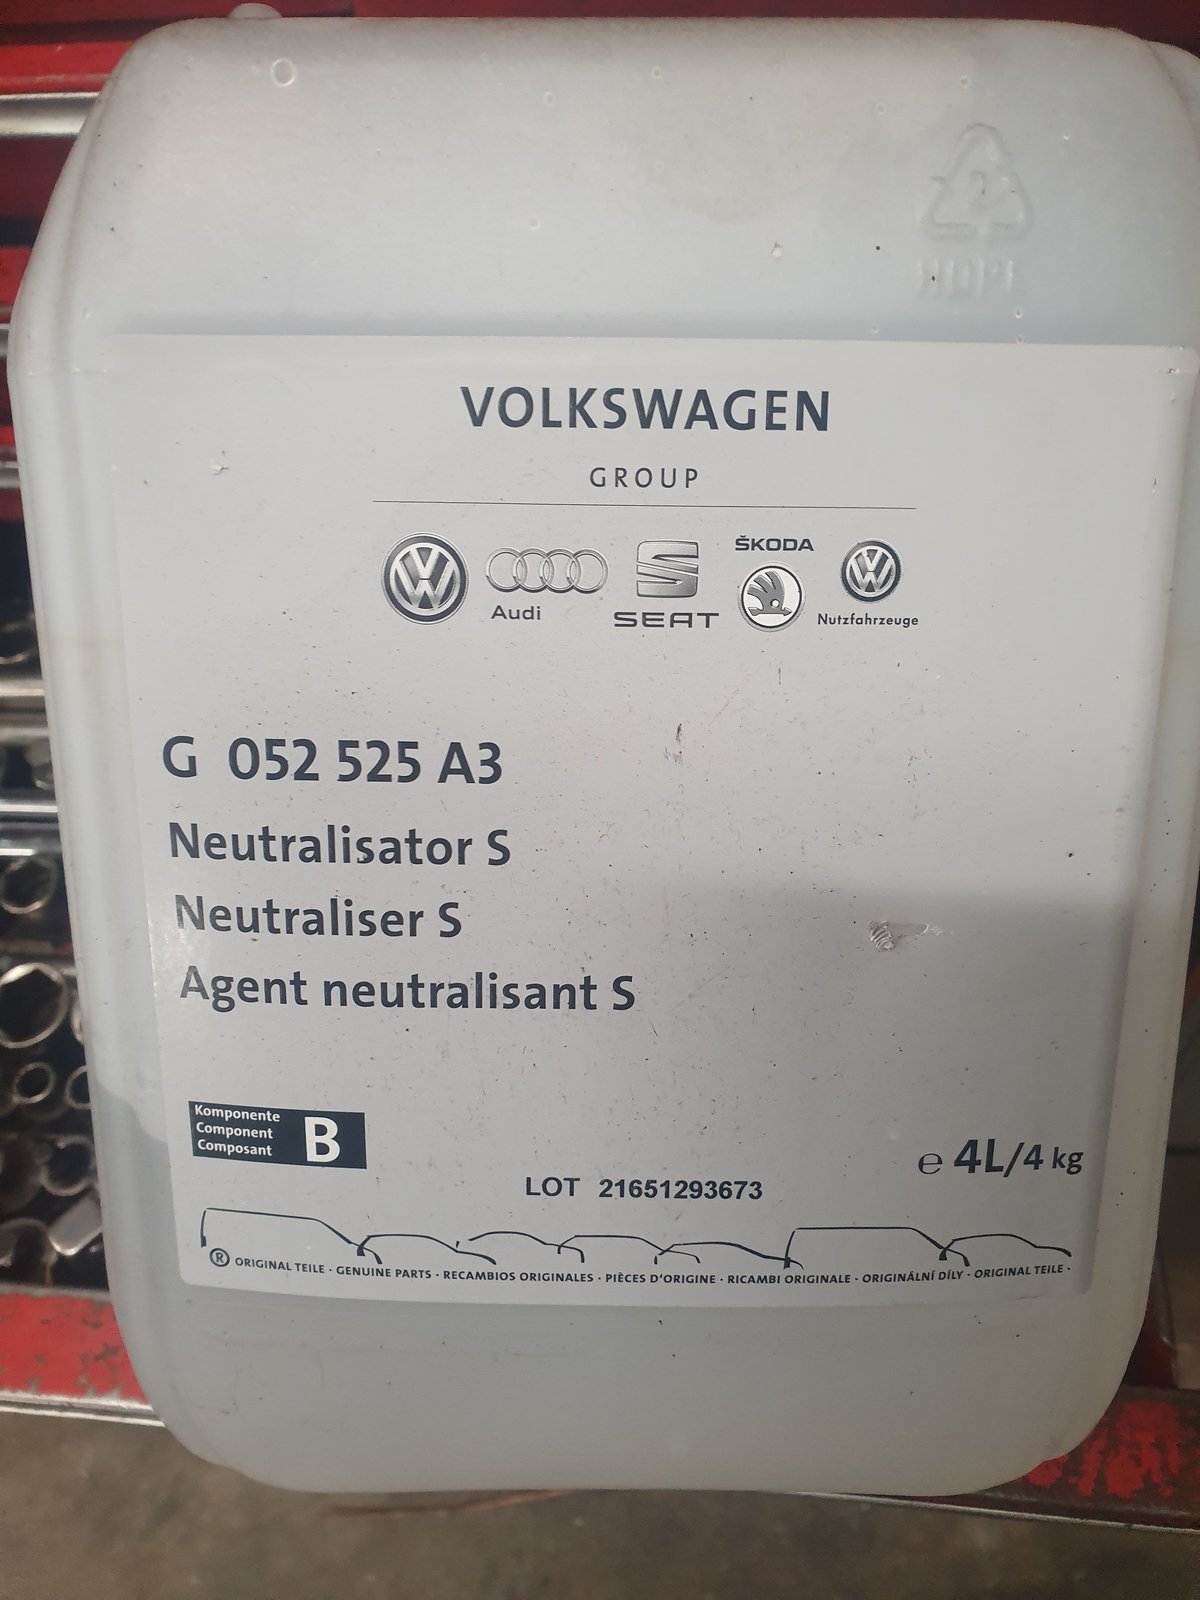 2
HDPE
VOLKSWAGEN
GROUP
Audi
SEAT
ŠKODA
Nutzfahrzeuge
G 052 525 A3
Neutralisator S
Neutraliser S
Agent neutralisant S
Komponente
Component
Composant
B
e 4L/4 kg
LOT 21651293673
® ORIGINAL TEILE · GENUINE PARTS · RECAMBIOS ORIGINALES · PIÈCES D'ORIGINE · RICAMBI ORIGINALE · ORIGINÁLNÍ DÍLY · ORIGINAL TEILE ·